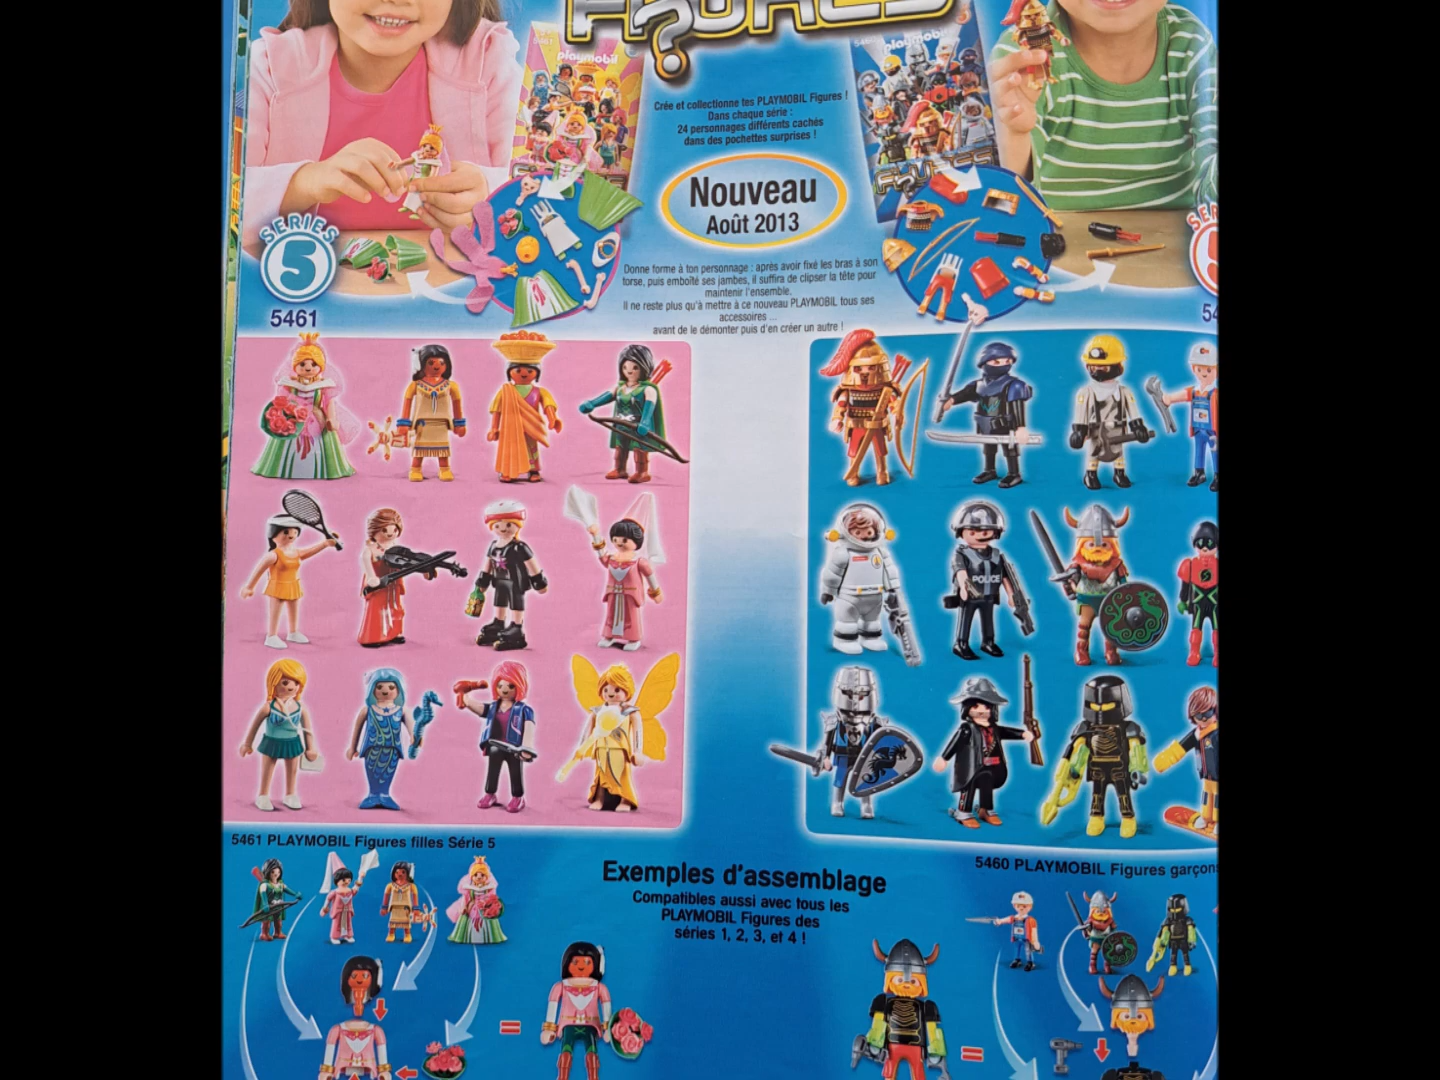 FIGURES
playmobil
playmobil
Crée et collectionne tes PLAYMOBIL Figures !
Dans chaque série :
24 personnages différents cachés
dans des pochettes surprises !
Nouveau
Août 2013
SERIES
5
5461
Donne forme à ton personnage : après avoir fixé les bras à son
torse, puis emboîté ses jambes, il suffira de clipser la tête pour
maintenir l'ensemble.
Il ne reste plus qu'à mettre à ce nouveau PLAYMOBIL tous ses
accessoires ...
avant de le démonter puis d'en créer un autre !
POLICE
5461 PLAYMOBIL Figures filles Série 5
5460 PLAYMOBIL Figures garçons
Exemples d'assemblage
Compatibles aussi avec tous les
PLAYMOBIL Figures des
séries 1, 2, 3, et 4 !